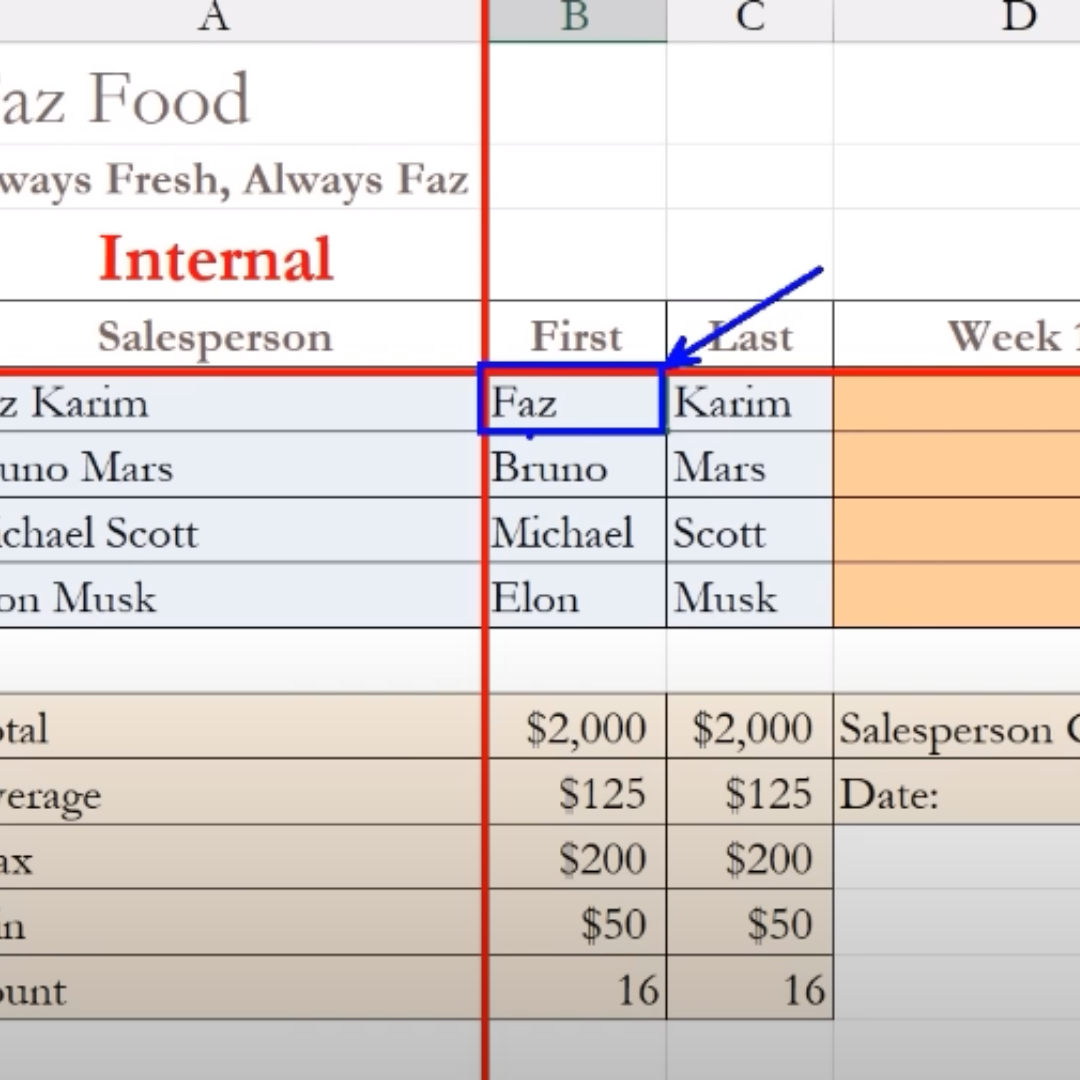 A B C D
az Food
ways Fresh, Always Faz
Internal
Salesperson First Last Week
z Karim Faz Karim
uno Mars Bruno Mars
ichael Scott Michael Scott
on Musk Elon Musk
otal $2,000 $2,000 Salesperson
verage $125 $125 Date:
ax $200 $200
in $50 $50
ount 16 16